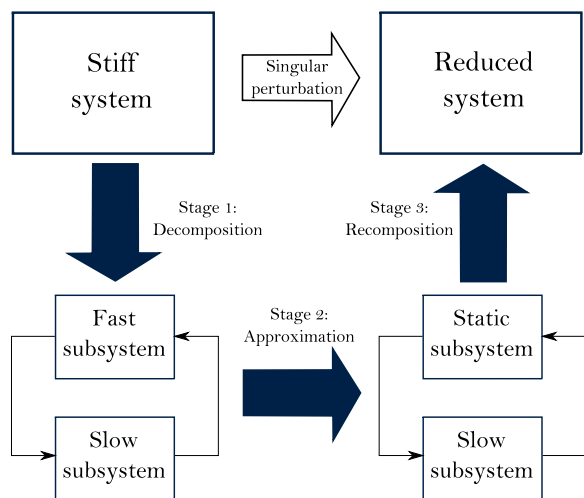 Stiff
system
Singular
perturbation
Reduced
system
Stage 1:
Decomposition
Stage 3:
Recomposition
Fast
subsystem
Stage 2:
Approximation
Static
subsystem
Slow
subsystem
Slow
subsystem